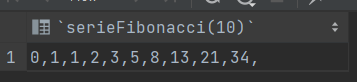 `serieFibonacci(10)`
1 0,1,1,2,3,5,8,13,21,34,